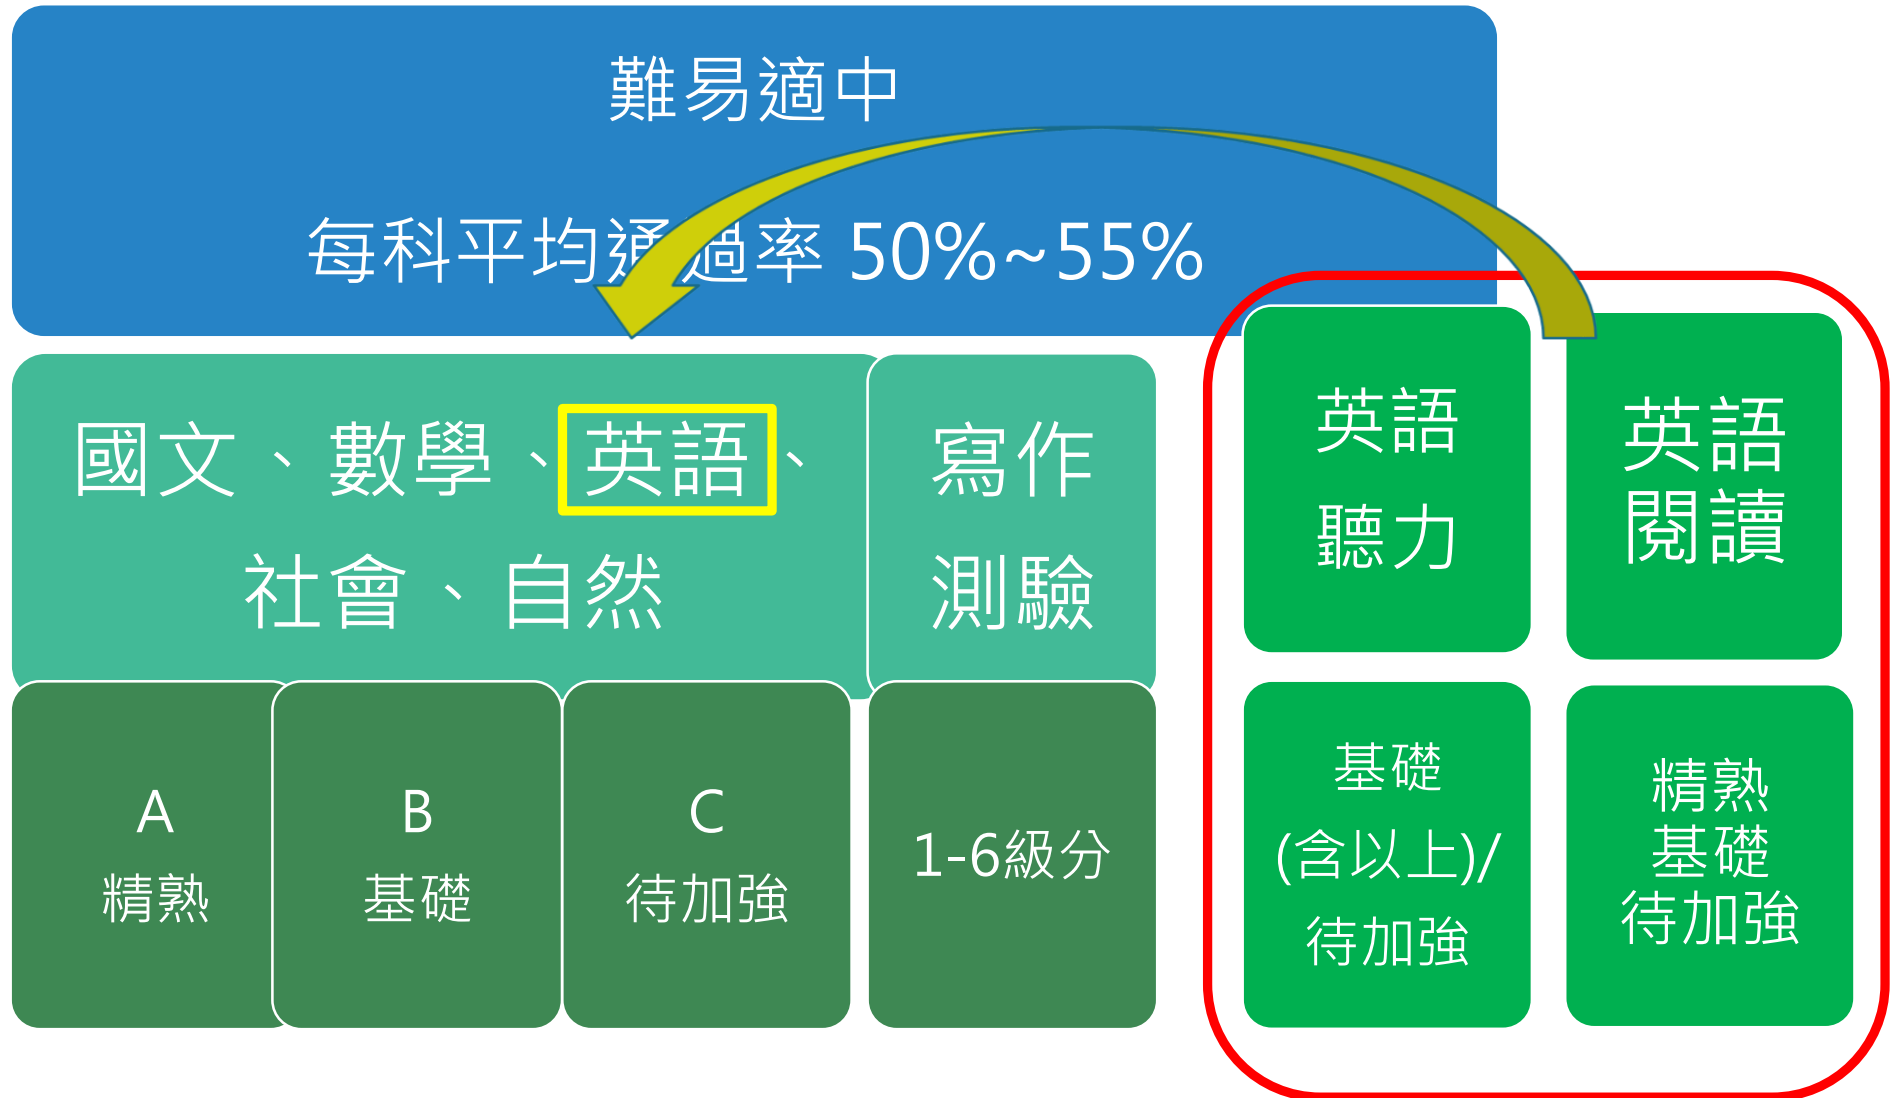 難易適中
每科平均通過率 50%~55%
國文、數學、英語、
社會、自然
寫作
測驗
英語
聽力
英語
閱讀
A
精熟
B
基礎
C
待加強
1-6級分
基礎
(含以上)/
待加強
精熟
基礎
待加強